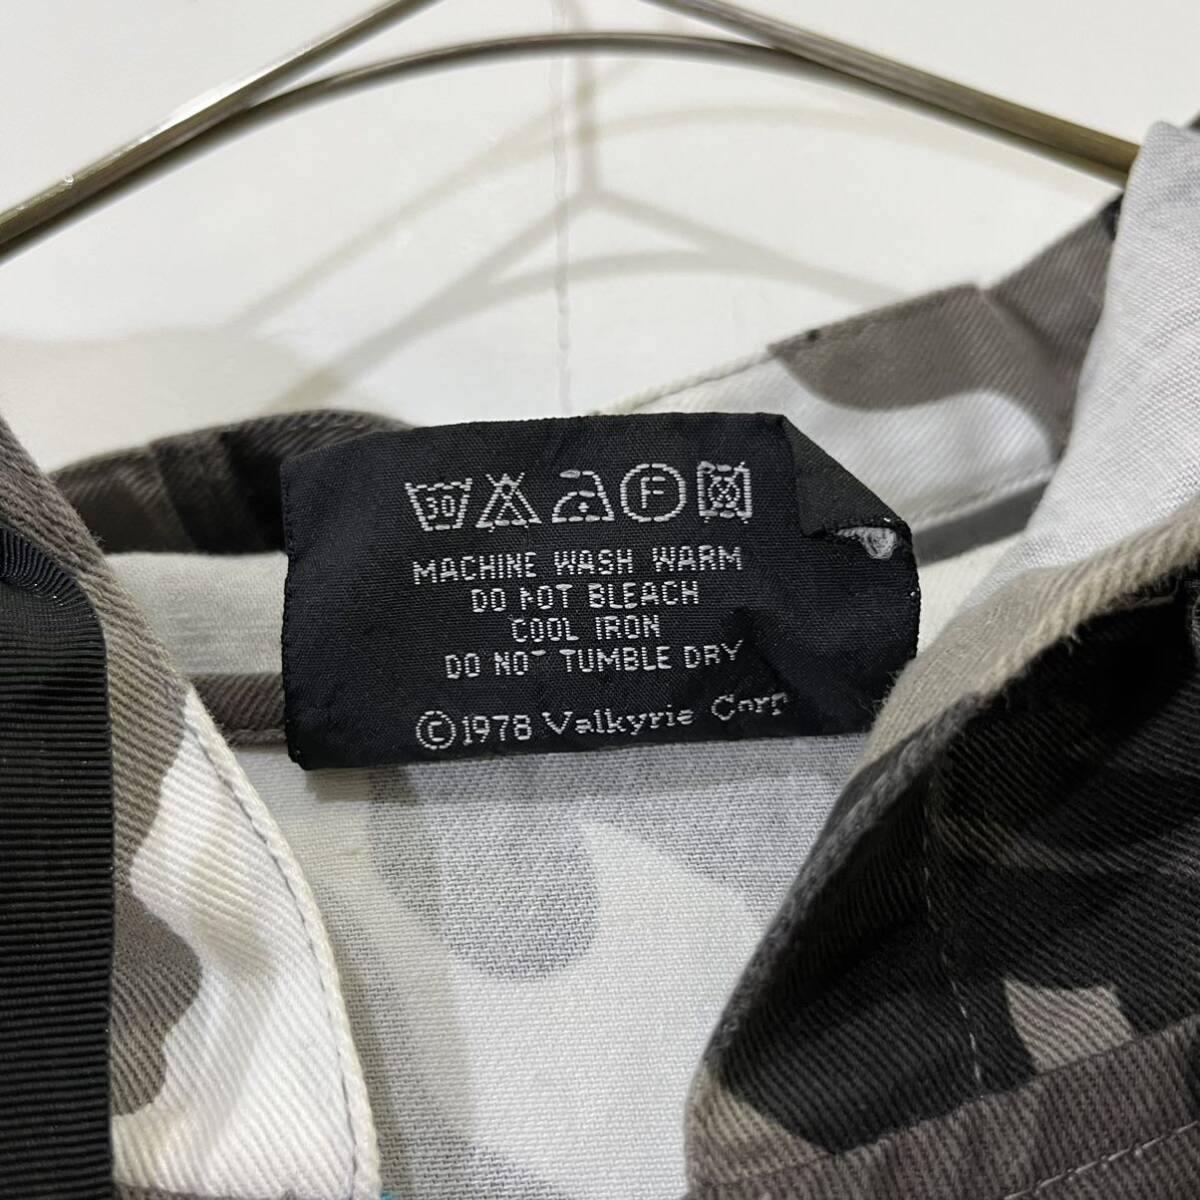 30 F
MACHINE WASH WARM
DO NOT BLEACH
COOL IRON
DO NOT TUMBLE DRY
©1978 Valkyrie Corp